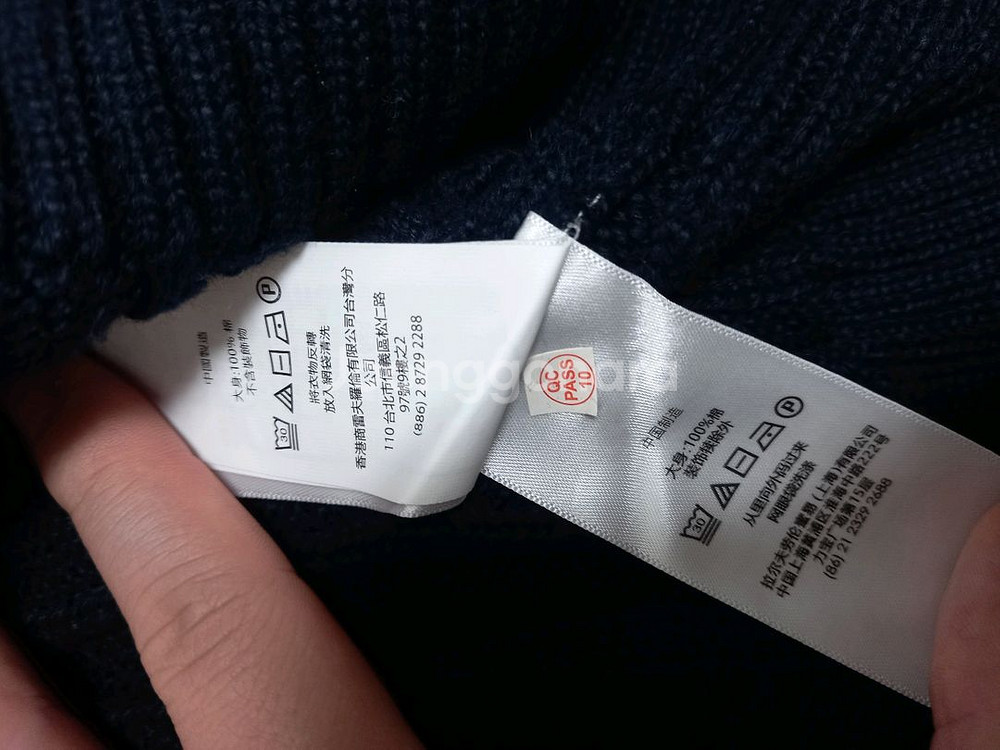 中國製造
大身:100%棉
不含裝飾物
30
P
將衣物反轉
放入網袋清洗
香港商雷夫羅倫有限公司台灣分
公司
110 台北市信義區松仁路
97號9樓之2
(886) 2 8729 2288
QC
PASS
10
中国制造
大身:100%棉
装饰物除外
30
P
从里向外码过来
网眼袋洗涤
拉尔夫劳伦贸易（上海)有限公司
中国上海黄浦区淮海中路222号
力宝广场第15层
(86) 21 2329 2688